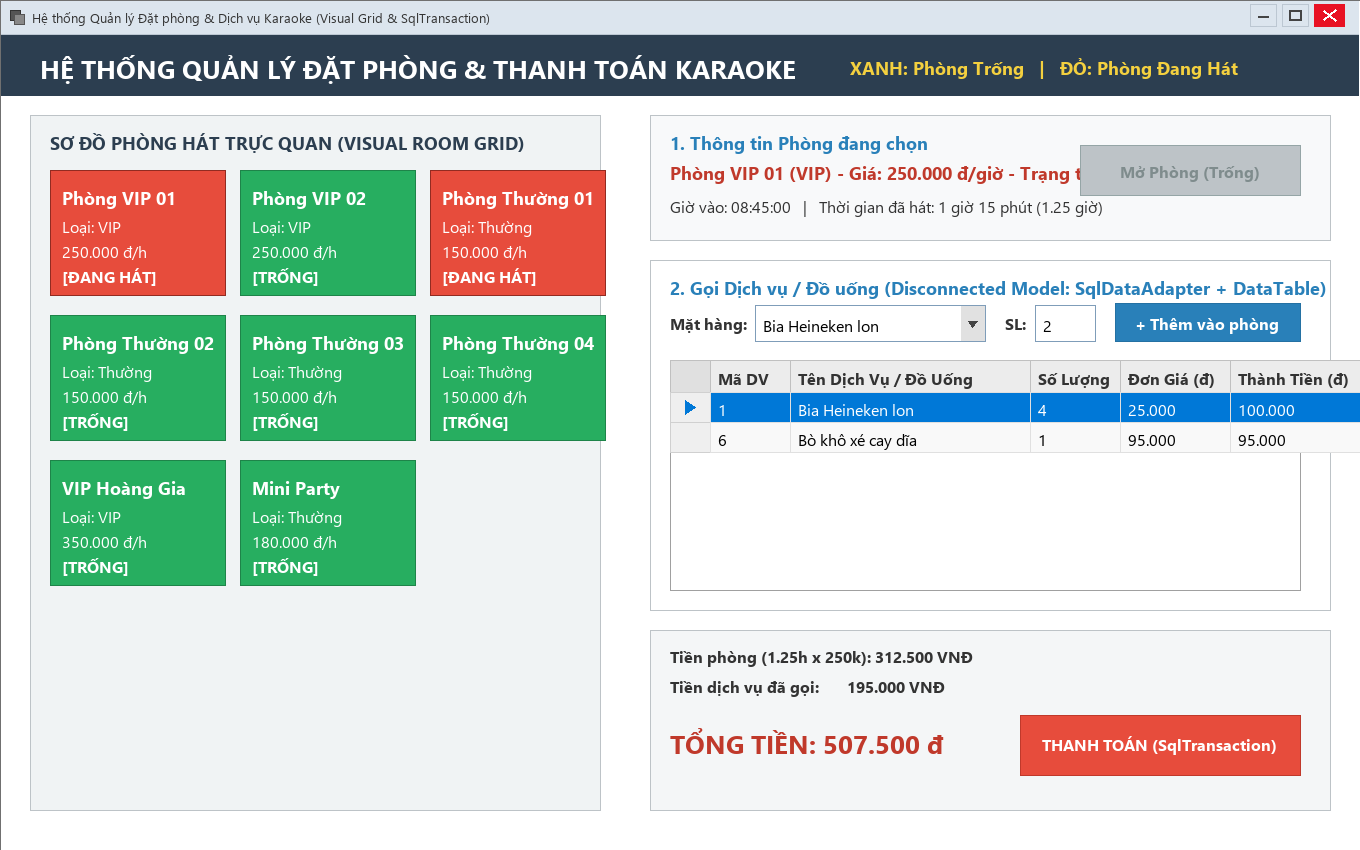 Hệ thống Quản lý Đặt phòng & Dịch vụ Karaoke (Visual Grid & SqlTransaction)
HỆ THỐNG QUẢN LÝ ĐẶT PHÒNG & THANH TOÁN KARAOKE
XANH: Phòng Trống | ĐỎ: Phòng Đang Hát
SƠ ĐỒ PHÒNG HÁT TRỰC QUAN (VISUAL ROOM GRID)
Phòng VIP 01
Loại: VIP
250.000 đ/h
[ĐANG HÁT]
Phòng VIP 02
Loại: VIP
250.000 đ/h
[TRỐNG]
Phòng Thường 01
Loại: Thường
150.000 đ/h
[ĐANG HÁT]
Phòng Thường 02
Loại: Thường
150.000 đ/h
[TRỐNG]
Phòng Thường 03
Loại: Thường
150.000 đ/h
[TRỐNG]
Phòng Thường 04
Loại: Thường
150.000 đ/h
[TRỐNG]
VIP Hoàng Gia
Loại: VIP
350.000 đ/h
[TRỐNG]
Mini Party
Loại: Thường
180.000 đ/h
[TRỐNG]
1. Thông tin Phòng đang chọn
Phòng VIP 01 (VIP) - Giá: 250.000 đ/giờ - Trạng t
Mở Phòng (Trống)
Giờ vào: 08:45:00 | Thời gian đã hát: 1 giờ 15 phút (1.25 giờ)
2. Gọi Dịch vụ / Đồ uống (Disconnected Model: SqlDataAdapter + DataTable)
Mặt hàng: Bia Heineken lon SL: 2 + Thêm vào phòng
Mã DV Tên Dịch Vụ / Đồ Uống Số Lượng Đơn Giá (đ) Thành Tiền (đ)
1 Bia Heineken lon 4 25.000 100.000
6 Bò khô xé cay dĩa 1 95.000 95.000
Tiền phòng (1.25h x 250k): 312.500 VNĐ
Tiền dịch vụ đã gọi: 195.000 VNĐ
TỔNG TIỀN: 507.500 đ
THANH TOÁN (SqlTransaction)